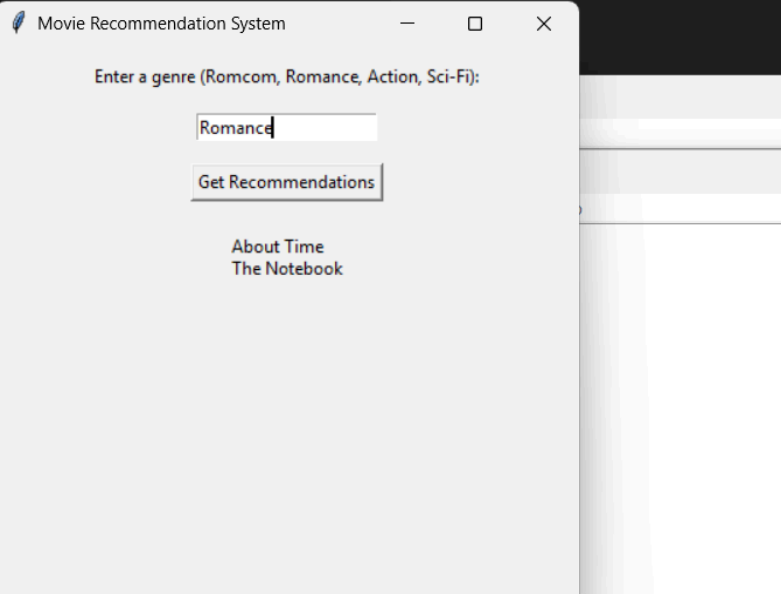 Movie Recommendation System
Enter a genre (Romcom, Romance, Action, Sci-Fi):
Romance
Get Recommendations
About Time
The Notebook